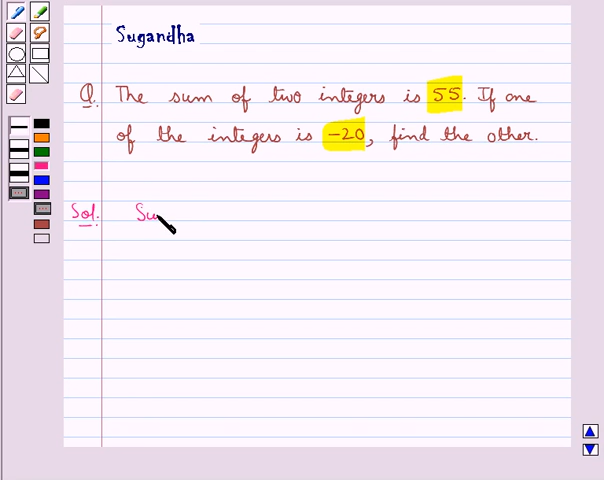 Sugandha
Q. The sum of two integers is 55. If one
of the integers is -20, find the other.
Sol. Su